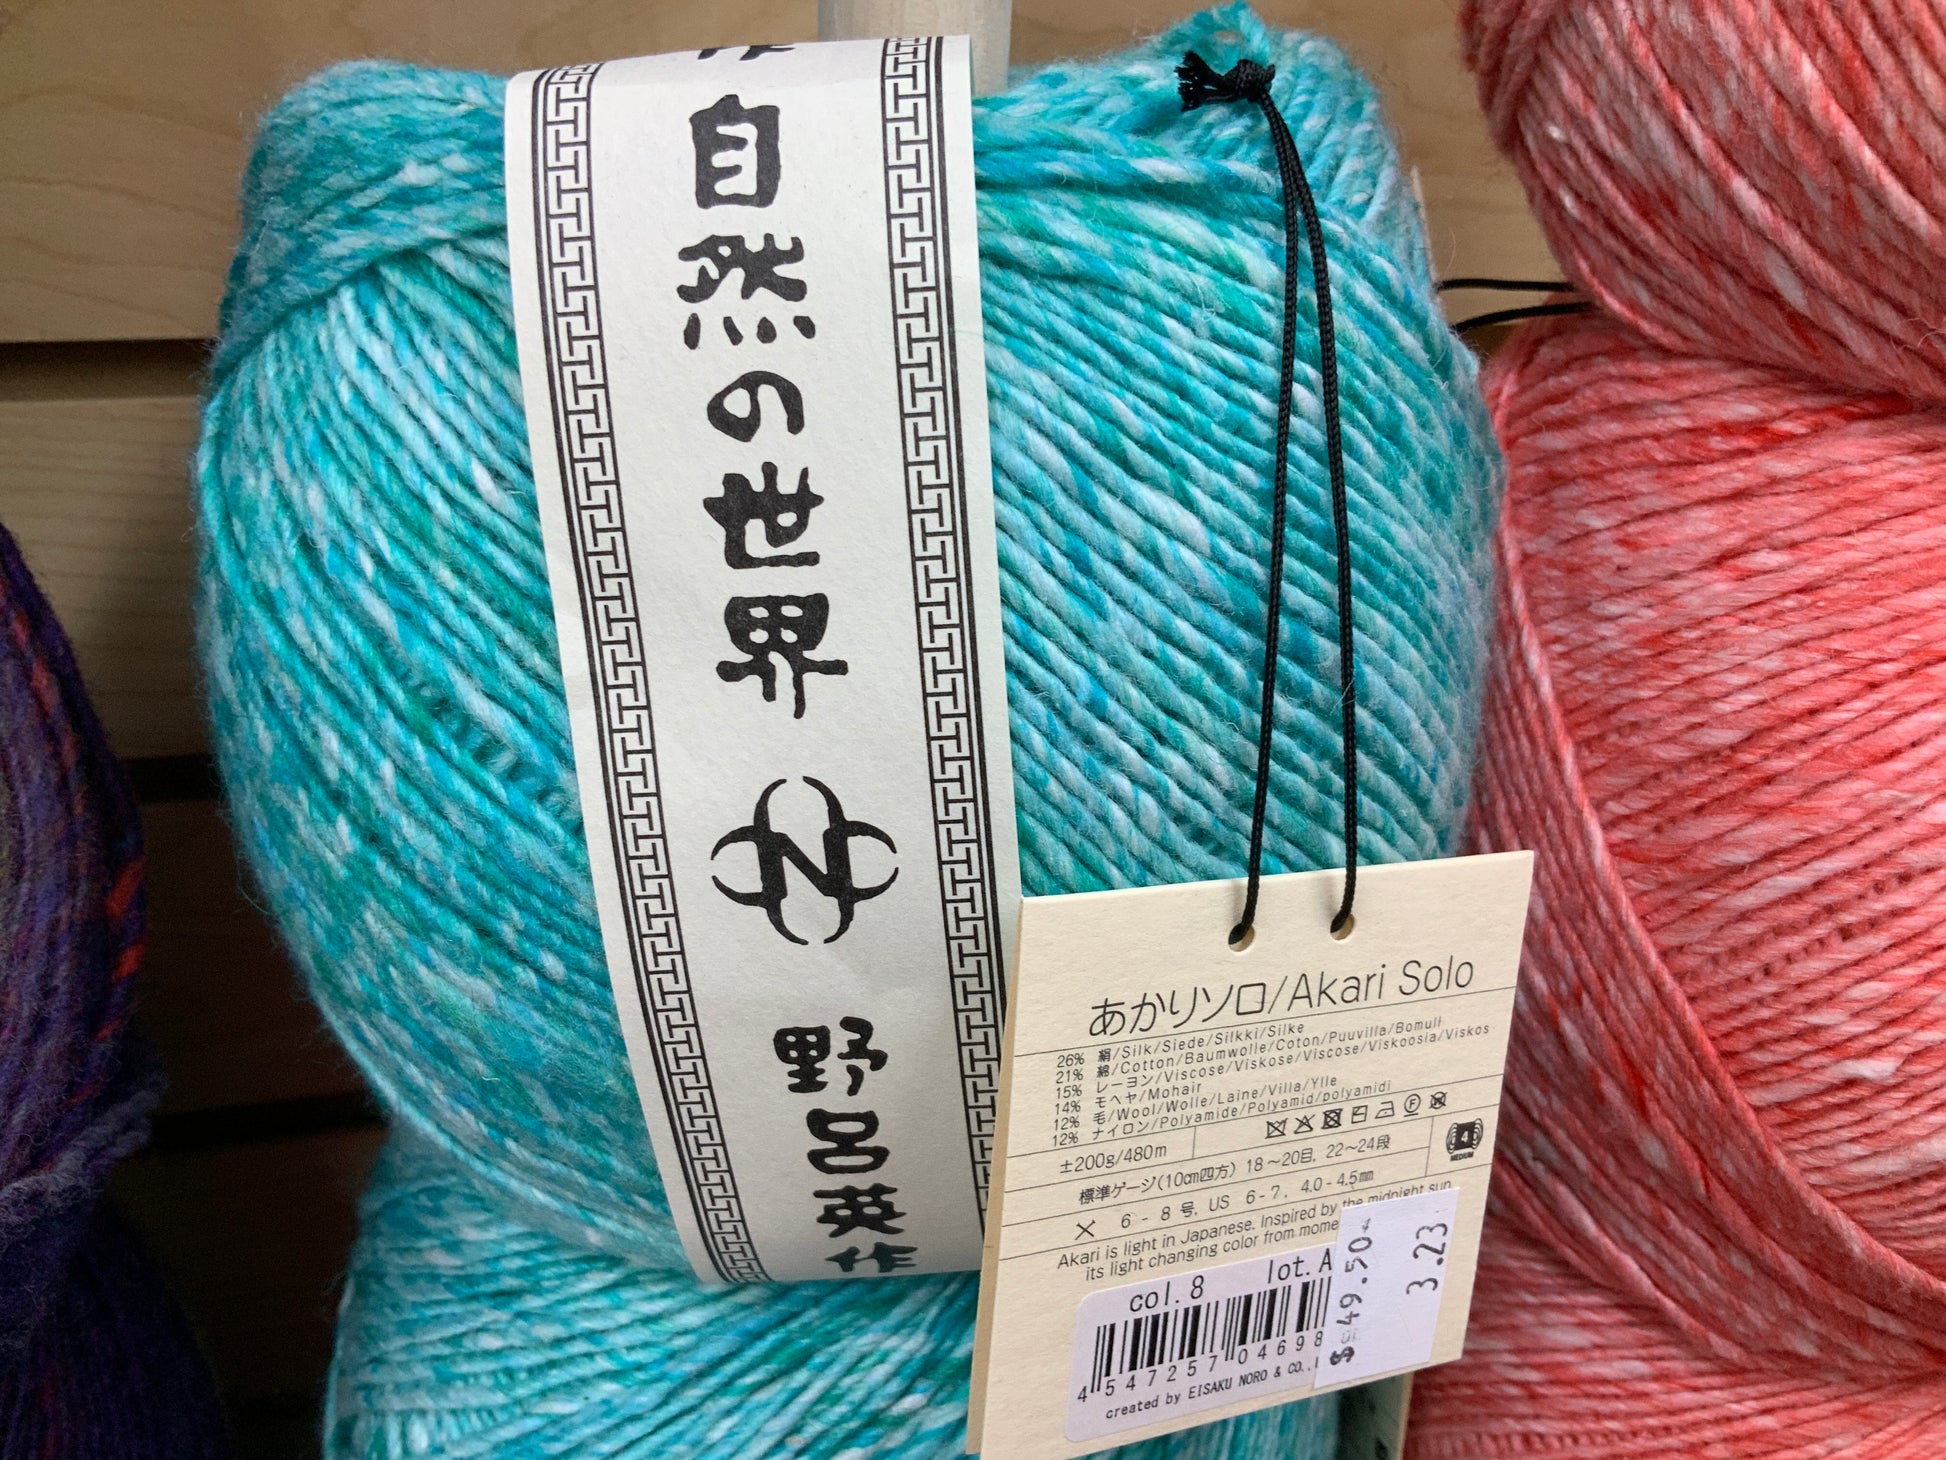 自然の世界
N
野呂英作
あかりソロ/Akari Solo
26% 絹/Silk/Siede/Silkki/Silke
21% 綿/Cotton/Baumwolle/Coton/Puuvilla/Bomull
15% レーヨン/Viscose/Viskose/Viscose/Viskoosia/Viskos
14% モヘヤ/Mohair
12% 毛/Wool/Wolle/Laine/Villa/Ylle
12% ナイロン/Polyamide/Polyamid/polyamidi
±200g/480m
標準ゲージ(10cm四方) 18～20目, 22～24段
4
MEDIUM
6 - 8 号, US 6 - 7, 4.0 - 4.5mm
Akari is light in Japanese. Inspired by the midnight sun
its light changing color from mome
col. 8 lot. A
4 547257 04698
created by EISAKU NORO & CO.,
$ 49.50
3.23